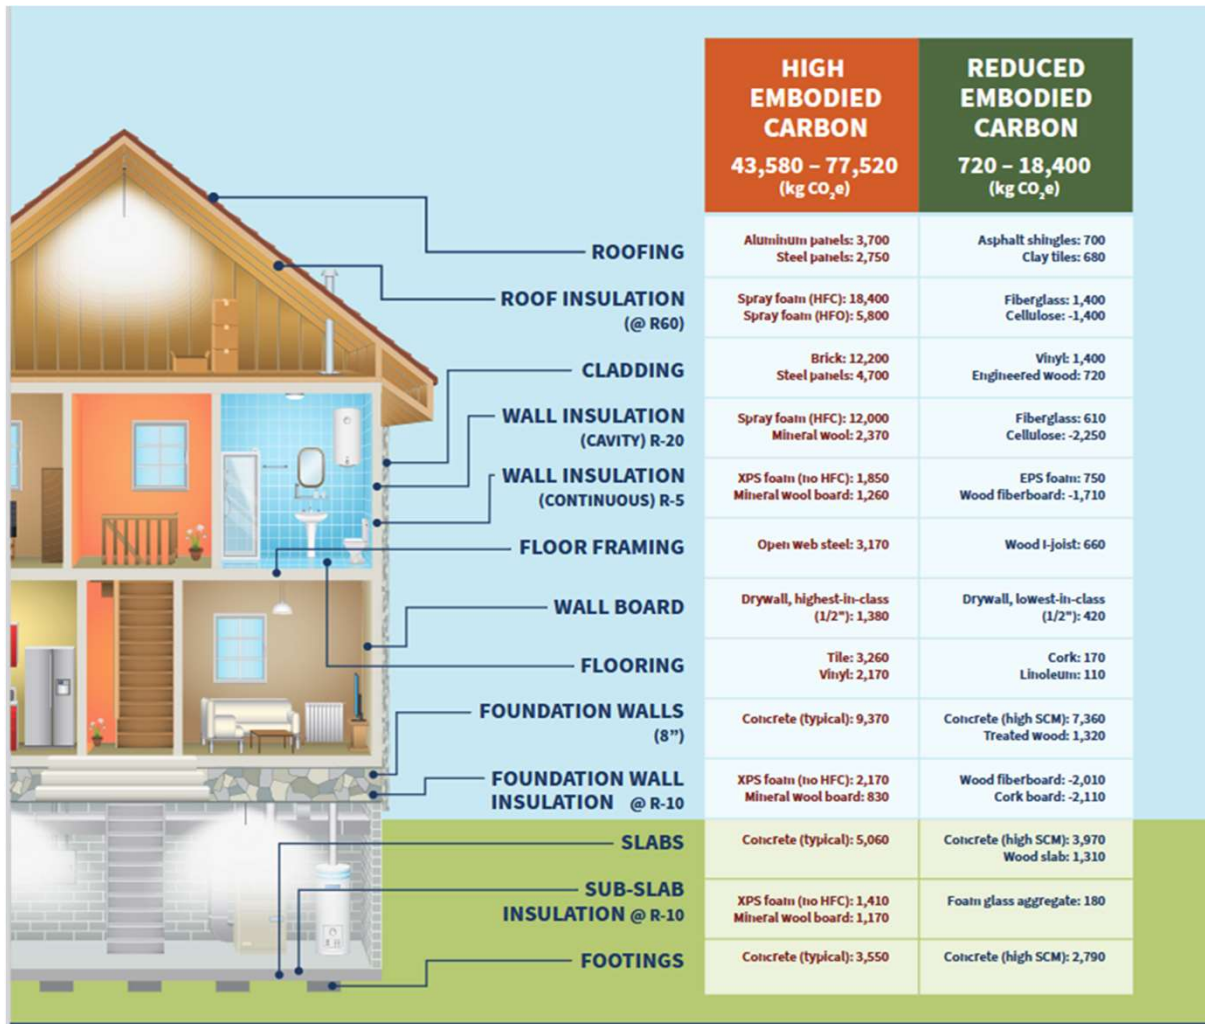 HIGH
EMBODIED
CARBON
43,580 – 77,520
(kg CO₂e)
REDUCED
EMBODIED
CARBON
720 – 18,400
(kg CO₂e)
ROOFING
Aluminum panels: 3,700
Steel panels: 2,750
Asphalt shingles: 700
Clay tiles: 680
ROOF INSULATION
(@ R60)
Spray foam (HFC): 18,400
Spray foam (HFO): 5,800
Fiberglass: 1,400
Cellulose: -1,400
CLADDING
Brick: 12,200
Steel panels: 4,700
Vinyl: 1,400
Engineered wood: 720
WALL INSULATION
(CAVITY) R-20
Spray foam (HFC): 12,000
Mineral wool: 2,370
Fiberglass: 610
Cellulose: -2,250
WALL INSULATION
(CONTINUOUS) R-5
XPS foam (no HFC): 1,850
Mineral wool board: 1,260
EPS foam: 750
Wood fiberboard: -1,710
FLOOR FRAMING
Open web steel: 3,170
Wood I-joist: 660
WALL BOARD
Drywall, highest-in-class
(1/2"): 1,380
Drywall, lowest-in-class
(1/2"): 420
FLOORING
Tile: 3,260
Vinyl: 2,170
Cork: 170
Linoleum: 110
FOUNDATION WALLS
(8”)
Concrete (typical): 9,370
Concrete (high SCM): 7,360
Treated wood: 1,320
FOUNDATION WALL
INSULATION @ R-10
XPS foam (no HFC): 2,170
Mineral wool board: 830
Wood fiberboard: -2,010
Cork board: -2,110
SLABS
Concrete (typical): 5,060
Concrete (high SCM): 3,970
Wood slab: 1,310
SUB-SLAB
INSULATION @ R-10
XPS foam (no HFC): 1,410
Mineral wool board: 1,170
Foam glass aggregate: 180
FOOTINGS
Concrete (typical): 3,550
Concrete (high SCM): 2,790